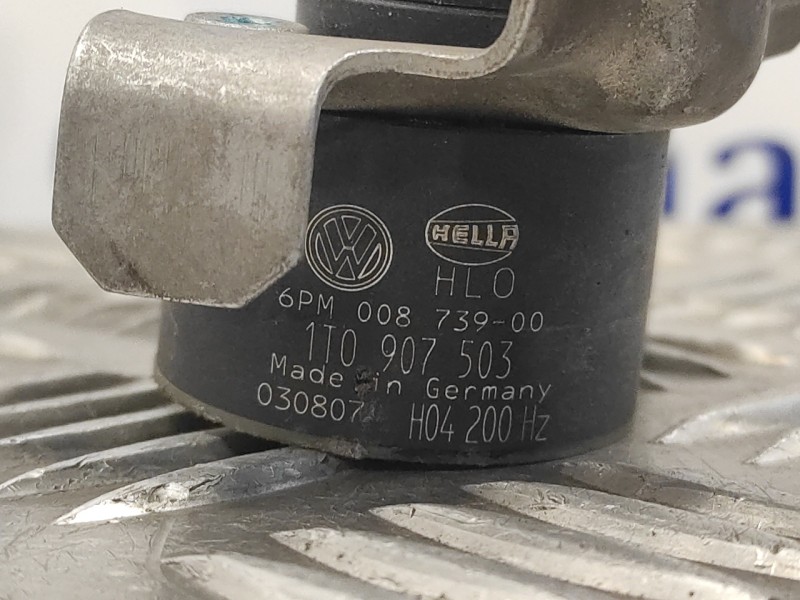 HELLA
HLO
6PM 008 739-00
1T0 907 503
Made in Germany
030807 H04 200 Hz